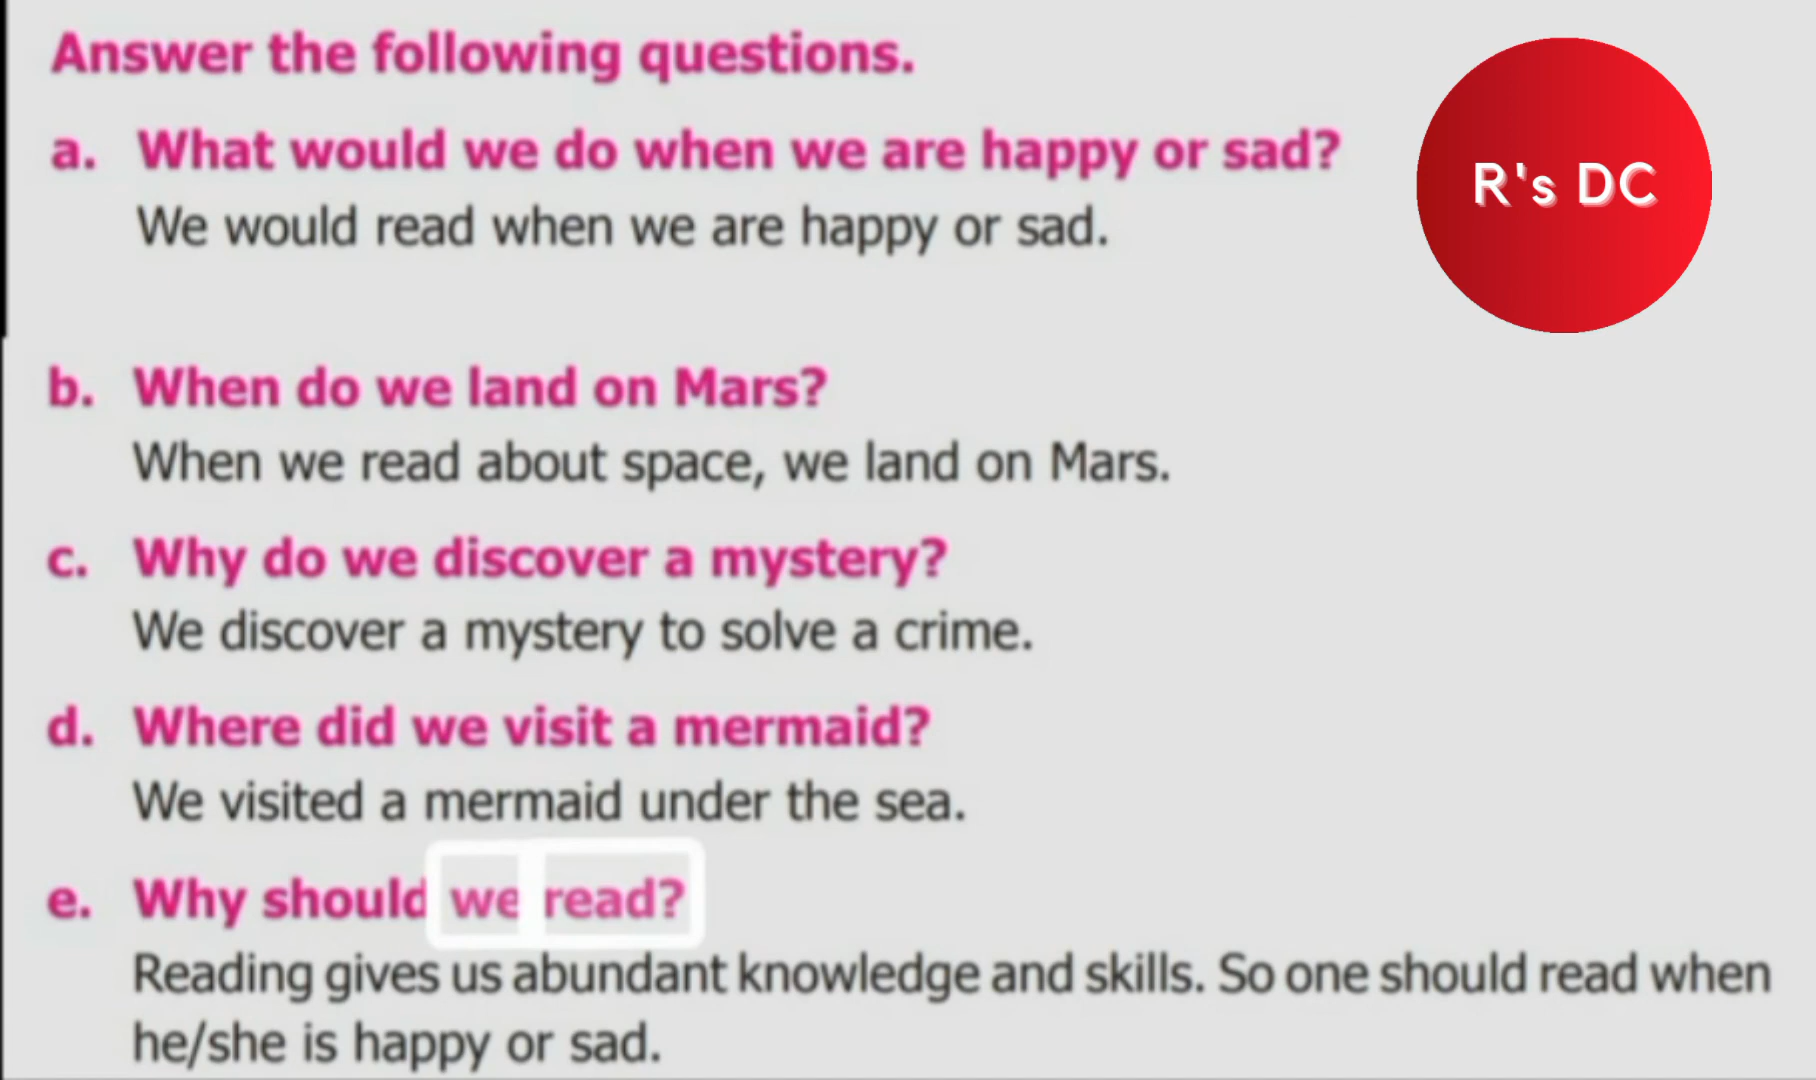 Answer the following questions.
a. What would we do when we are happy or sad?
R's DC
We would read when we are happy or sad.
b. When do we land on Mars?
When we read about space, we land on Mars.
c. Why do we discover a mystery?
We discover a mystery to solve a crime.
d. Where did we visit a mermaid?
We visited a mermaid under the sea.
e. Why should we read?
Reading gives us abundant knowledge and skills. So one should read when
he/she is happy or sad.